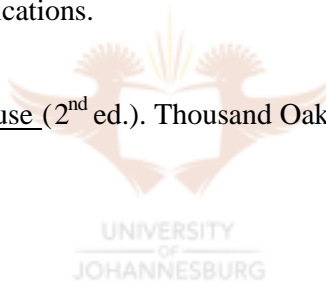 ications.
use (2nd ed.). Thousand Oak
UNIVERSITY
OF
JOHANNESBURG